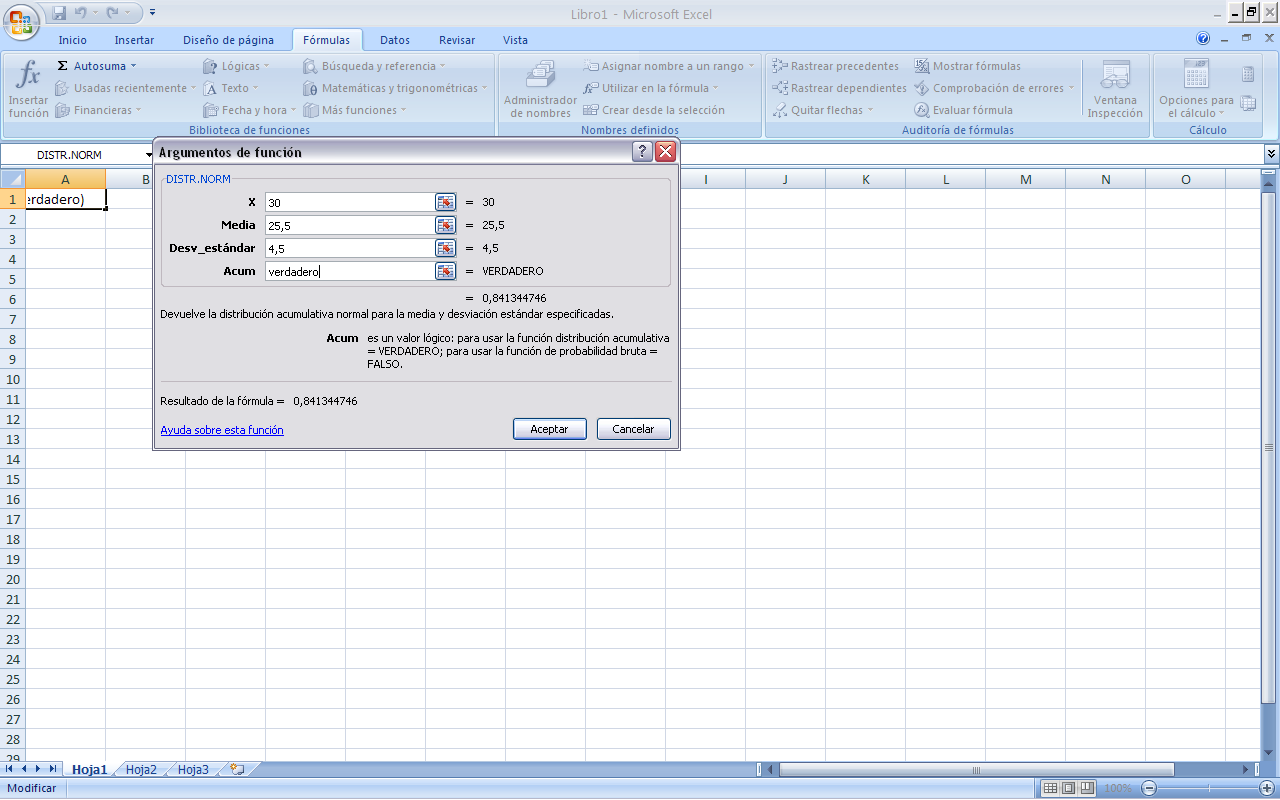 Libro1 - Microsoft Excel
Inicio Insertar Diseño de página Fórmulas Datos Revisar Vista
fx Insertar función
Σ Autosuma
Usadas recientemente
Financieras
Lógicas
Texto
Fecha y hora
Búsqueda y referencia
Matemáticas y trigonométricas
Más funciones
Biblioteca de funciones
Administrador de nombres
Asignar nombre a un rango
Utilizar en la fórmula
Crear desde la selección
Nombres definidos
Rastrear precedentes
Rastrear dependientes
Quitar flechas
Mostrar fórmulas
Comprobación de errores
Evaluar fórmula
Ventana Inspección
Auditoría de fórmulas
Opciones para el cálculo
Cálculo
DISTR.NORM
A B I J K L M N O
1 erdadero)
2
3
4
5
6
7
8
9
10
11
12
13
14
15
16
17
18
19
20
21
22
23
24
25
26
27
28
29
Argumentos de función
DISTR.NORM
X 30 = 30
Media 25,5 = 25,5
Desv_estándar 4,5 = 4,5
Acum verdadero = VERDADERO
= 0,841344746
Devuelve la distribución acumulativa normal para la media y desviación estándar especificadas.
Acum es un valor lógico: para usar la función distribución acumulativa
= VERDADERO; para usar la función de probabilidad bruta =
FALSO.
Resultado de la fórmula = 0,841344746
Ayuda sobre esta función Aceptar Cancelar
Hoja1 Hoja2 Hoja3
Modificar 100%